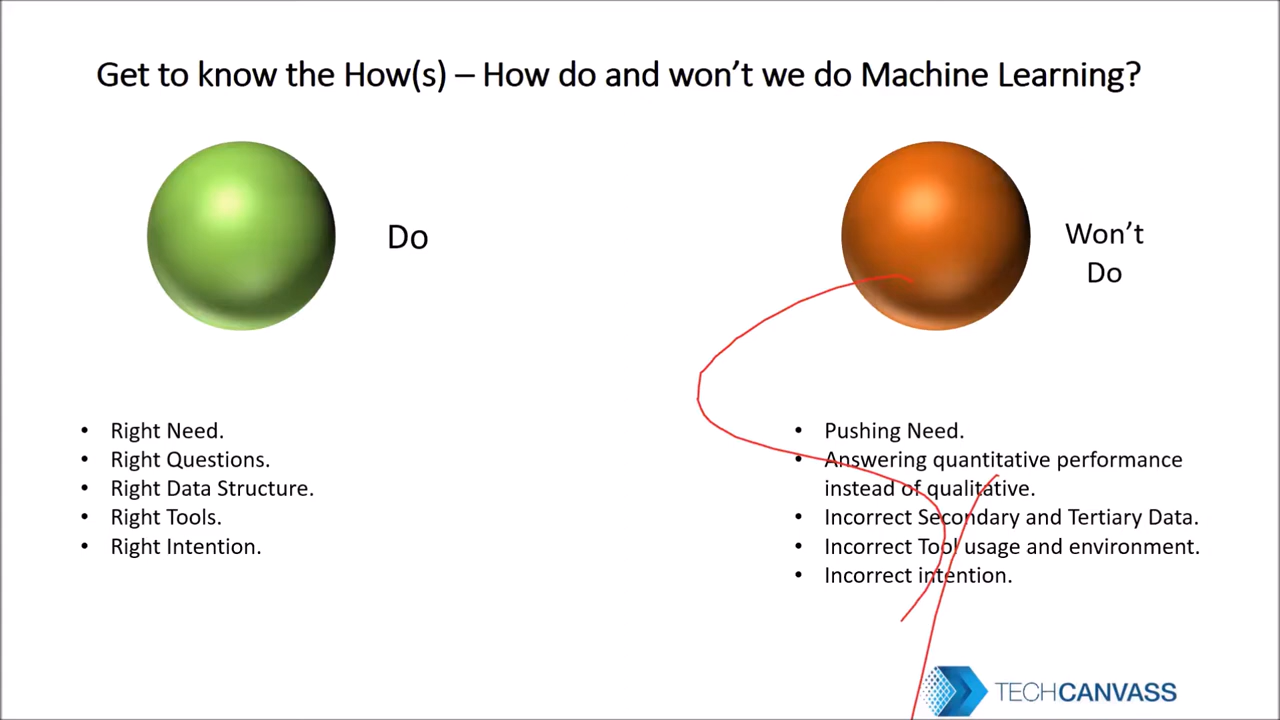 Get to know the How(s) – How do and won’t we do Machine Learning?
Do
Won’t
Do
• Right Need.
• Right Questions.
• Right Data Structure.
• Right Tools.
• Right Intention.
• Pushing Need.
• Answering quantitative performance
instead of qualitative.
• Incorrect Secondary and Tertiary Data.
• Incorrect Tool usage and environment.
• Incorrect intention.
TECHCANVASS